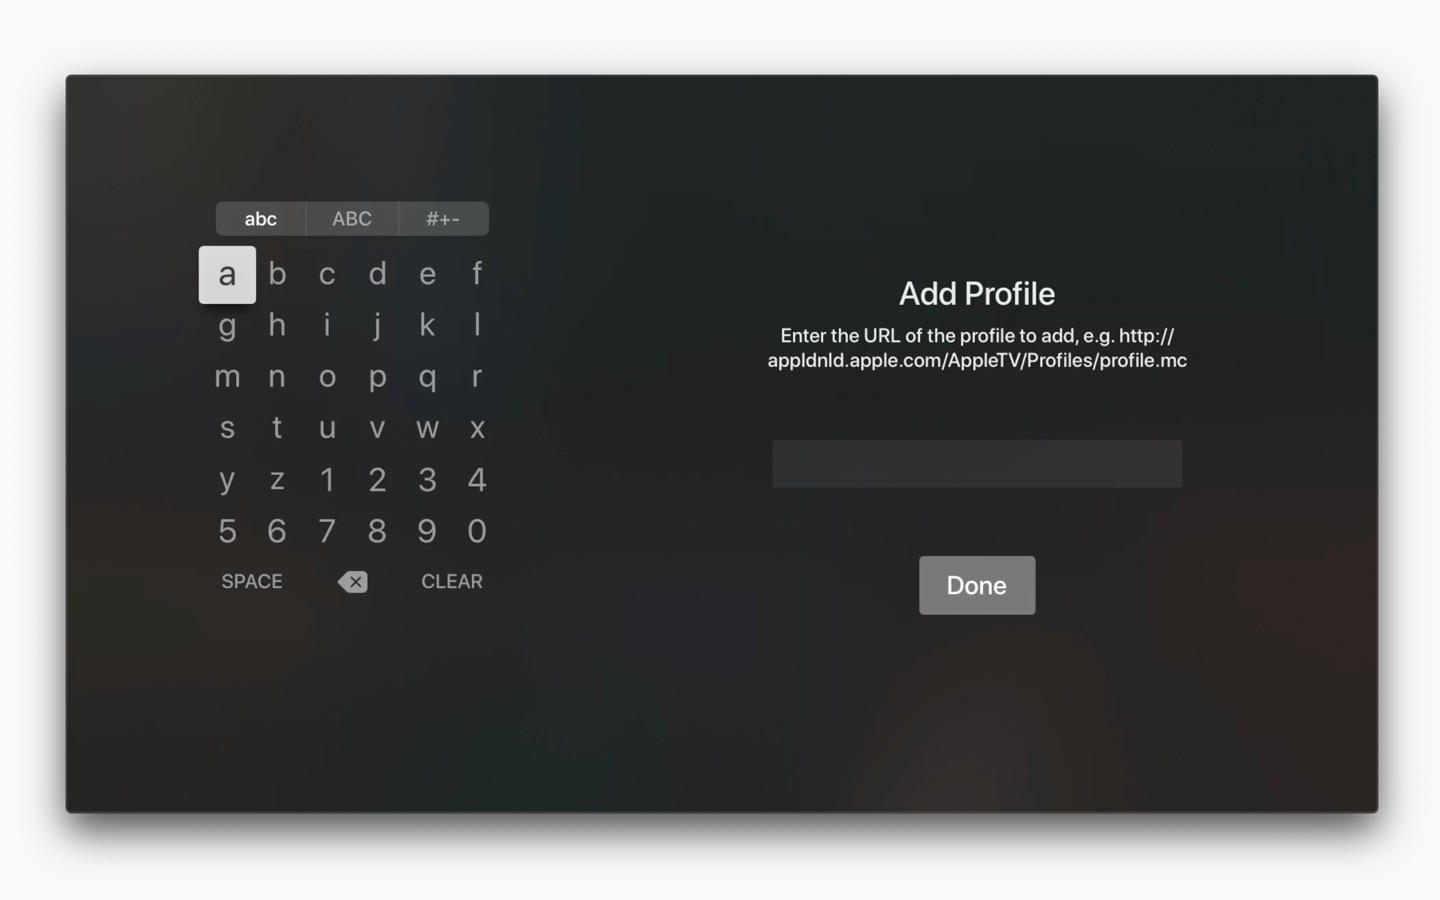 abc ABC #+-
a b c d e f
g h i j k l
m n o p q r
s t u v w x
y z 1 2 3 4
5 6 7 8 9 0
SPACE CLEAR
Add Profile
Enter the URL of the profile to add, e.g. http://
appldnld.apple.com/AppleTV/Profiles/profile.mc
Done